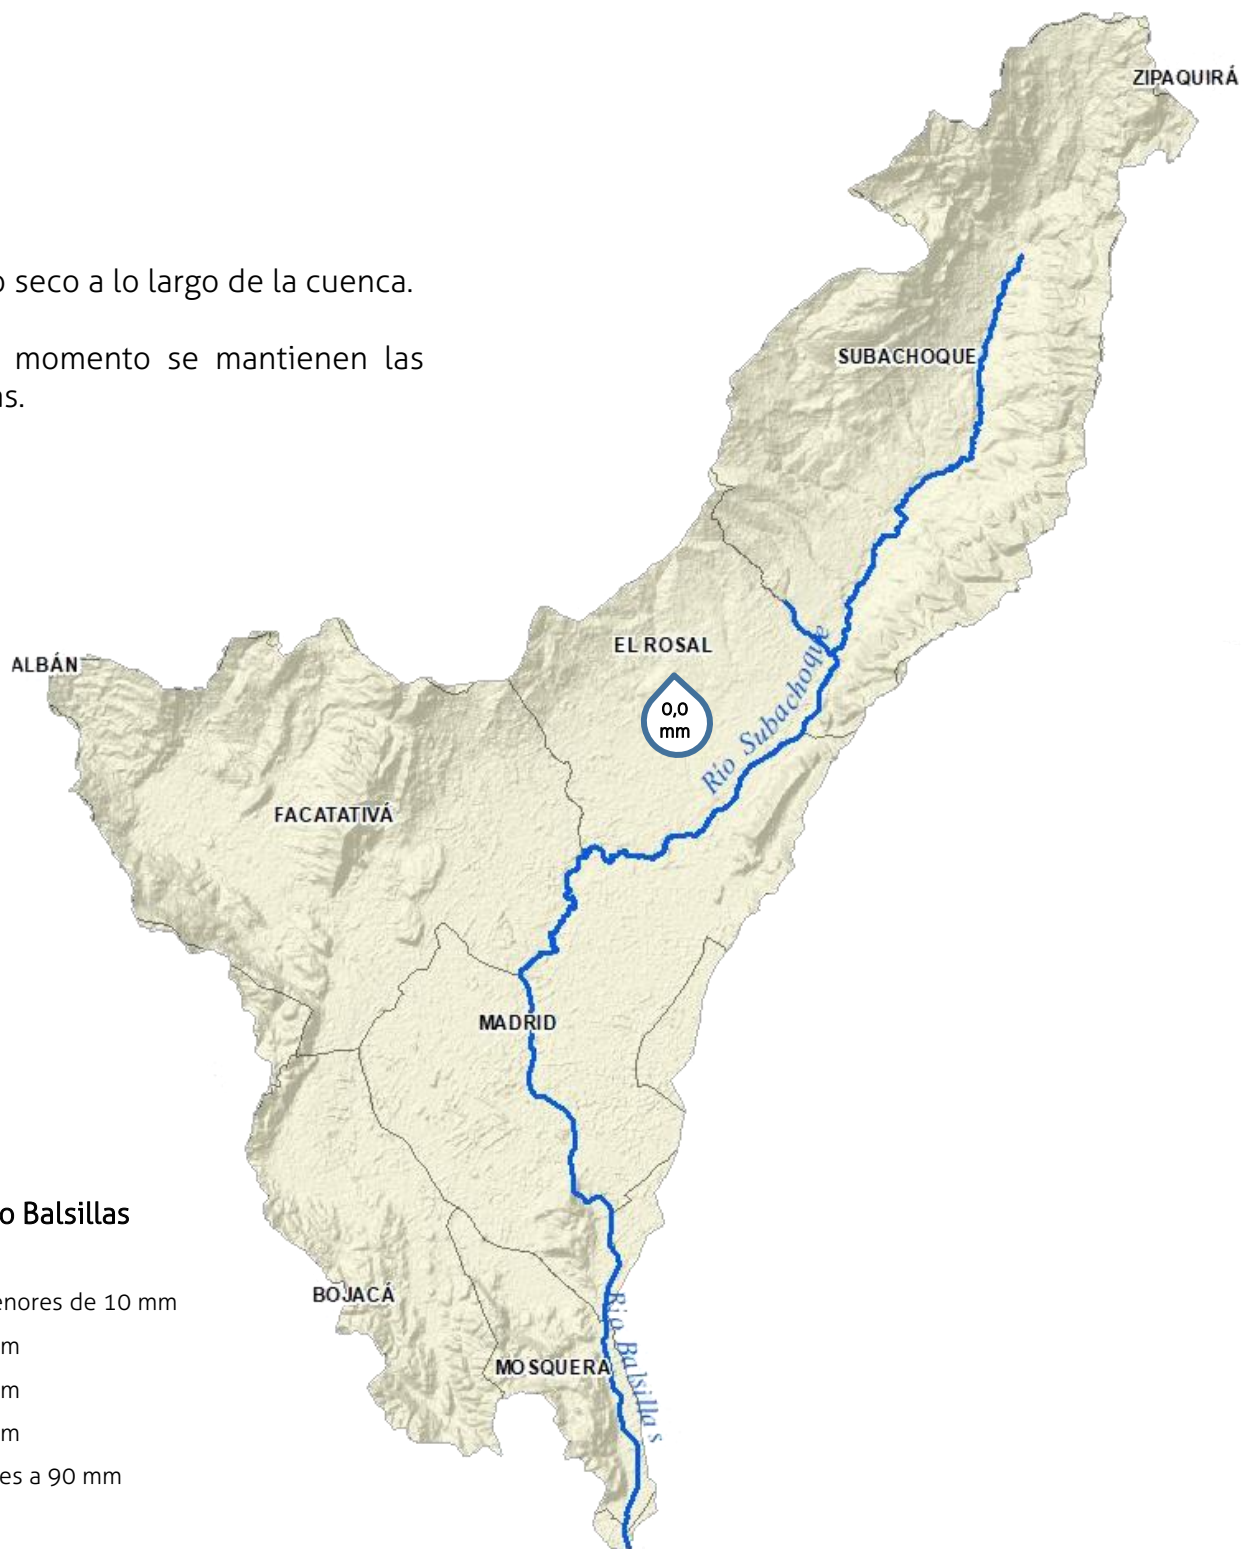 o seco a lo largo de la cuenca.
momento se mantienen las
as.
ZIPAQUIRÁ
SUBACHOQUE
EL ROSAL
ALBÁN
0,0
mm
Río Subachoque
FACATATIVÁ
MADRID
o Balsillas
BOJACÁ
enores de 10 mm
m
MOSQUERA
Río Balsillas
m
m
es a 90 mm